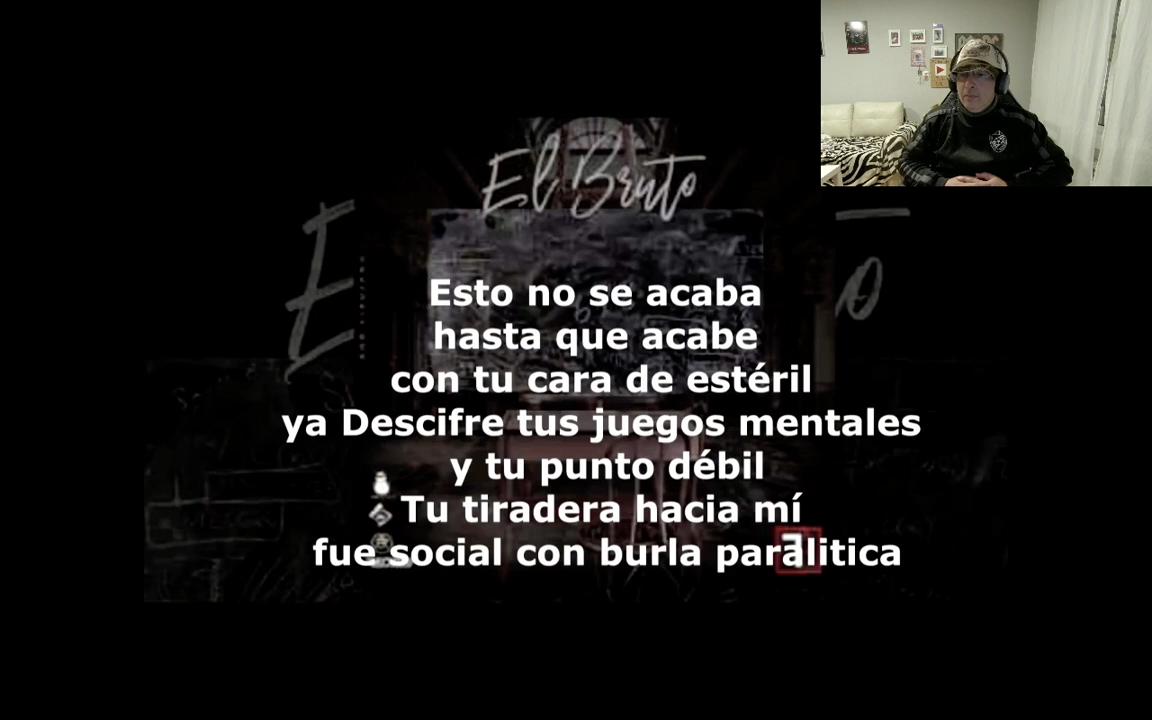 El Bruto
Esto no se acaba
hasta que acabe
con tu cara de estéril
ya Descifre tus juegos mentales
y tu punto débil
Tu tiradera hacia mí
fue social con burla paralitica